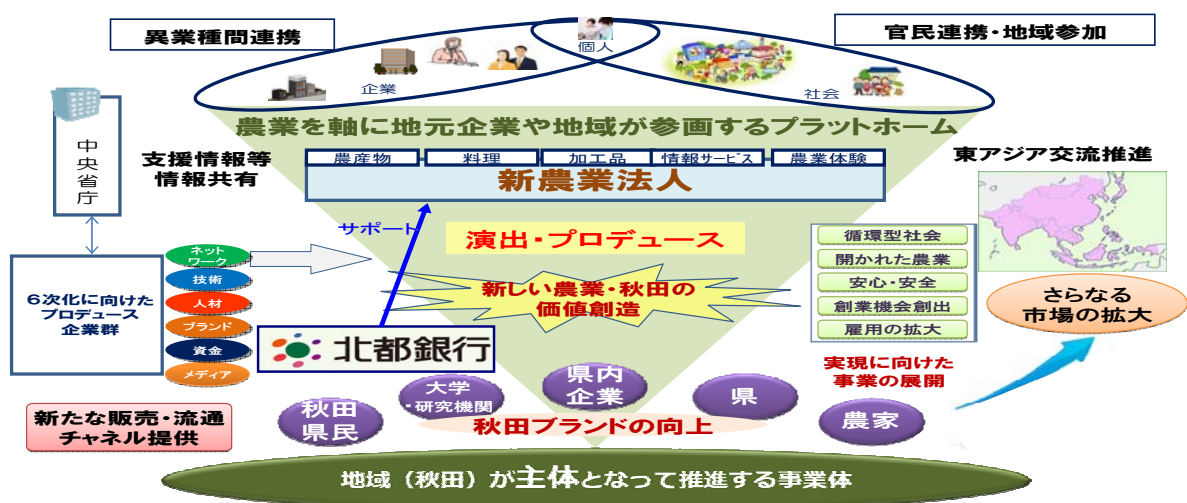 異業種間連携
官民連携・地域参加
個人
企業
社会
農業を軸に地元企業や地域が参画するプラットホーム
中央省庁
支援情報等
情報共有
農産物
料理
加工品
情報サービス
農業体験
新農業法人
東アジア交流推進
サポート
演出・プロデュース
ネット
ワーク
技術
人材
ブランド
資金
メディア
6次化に向けた
プロデュース
企業群
新しい農業・秋田の
価値創造
循環型社会
開かれた農業
安心・安全
創業機会創出
雇用の拡大
さらなる
市場の拡大
北都銀行
実現に向けた
事業の展開
新たな販売・流通
チャネル提供
秋田
県民
大学
・研究機関
県内
企業
県
農家
秋田ブランドの向上
地域（秋田）が主体となって推進する事業体